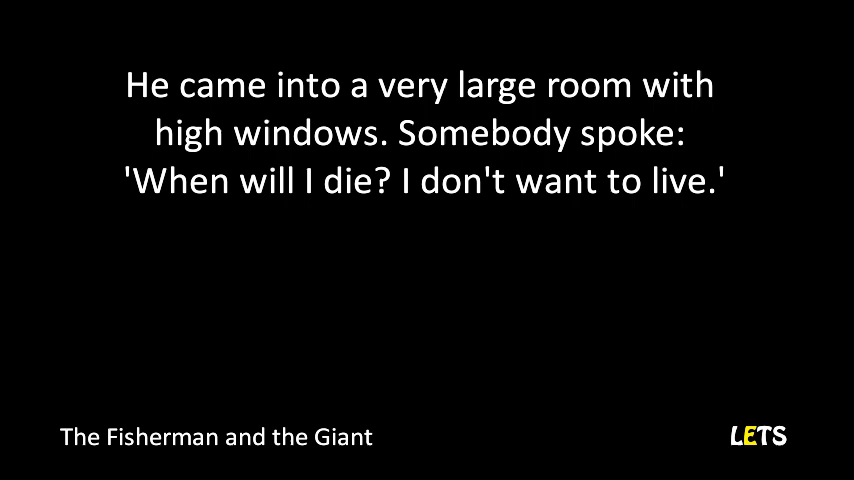 He came into a very large room with
high windows. Somebody spoke:
'When will I die? I don't want to live.'
The Fisherman and the Giant
LETS